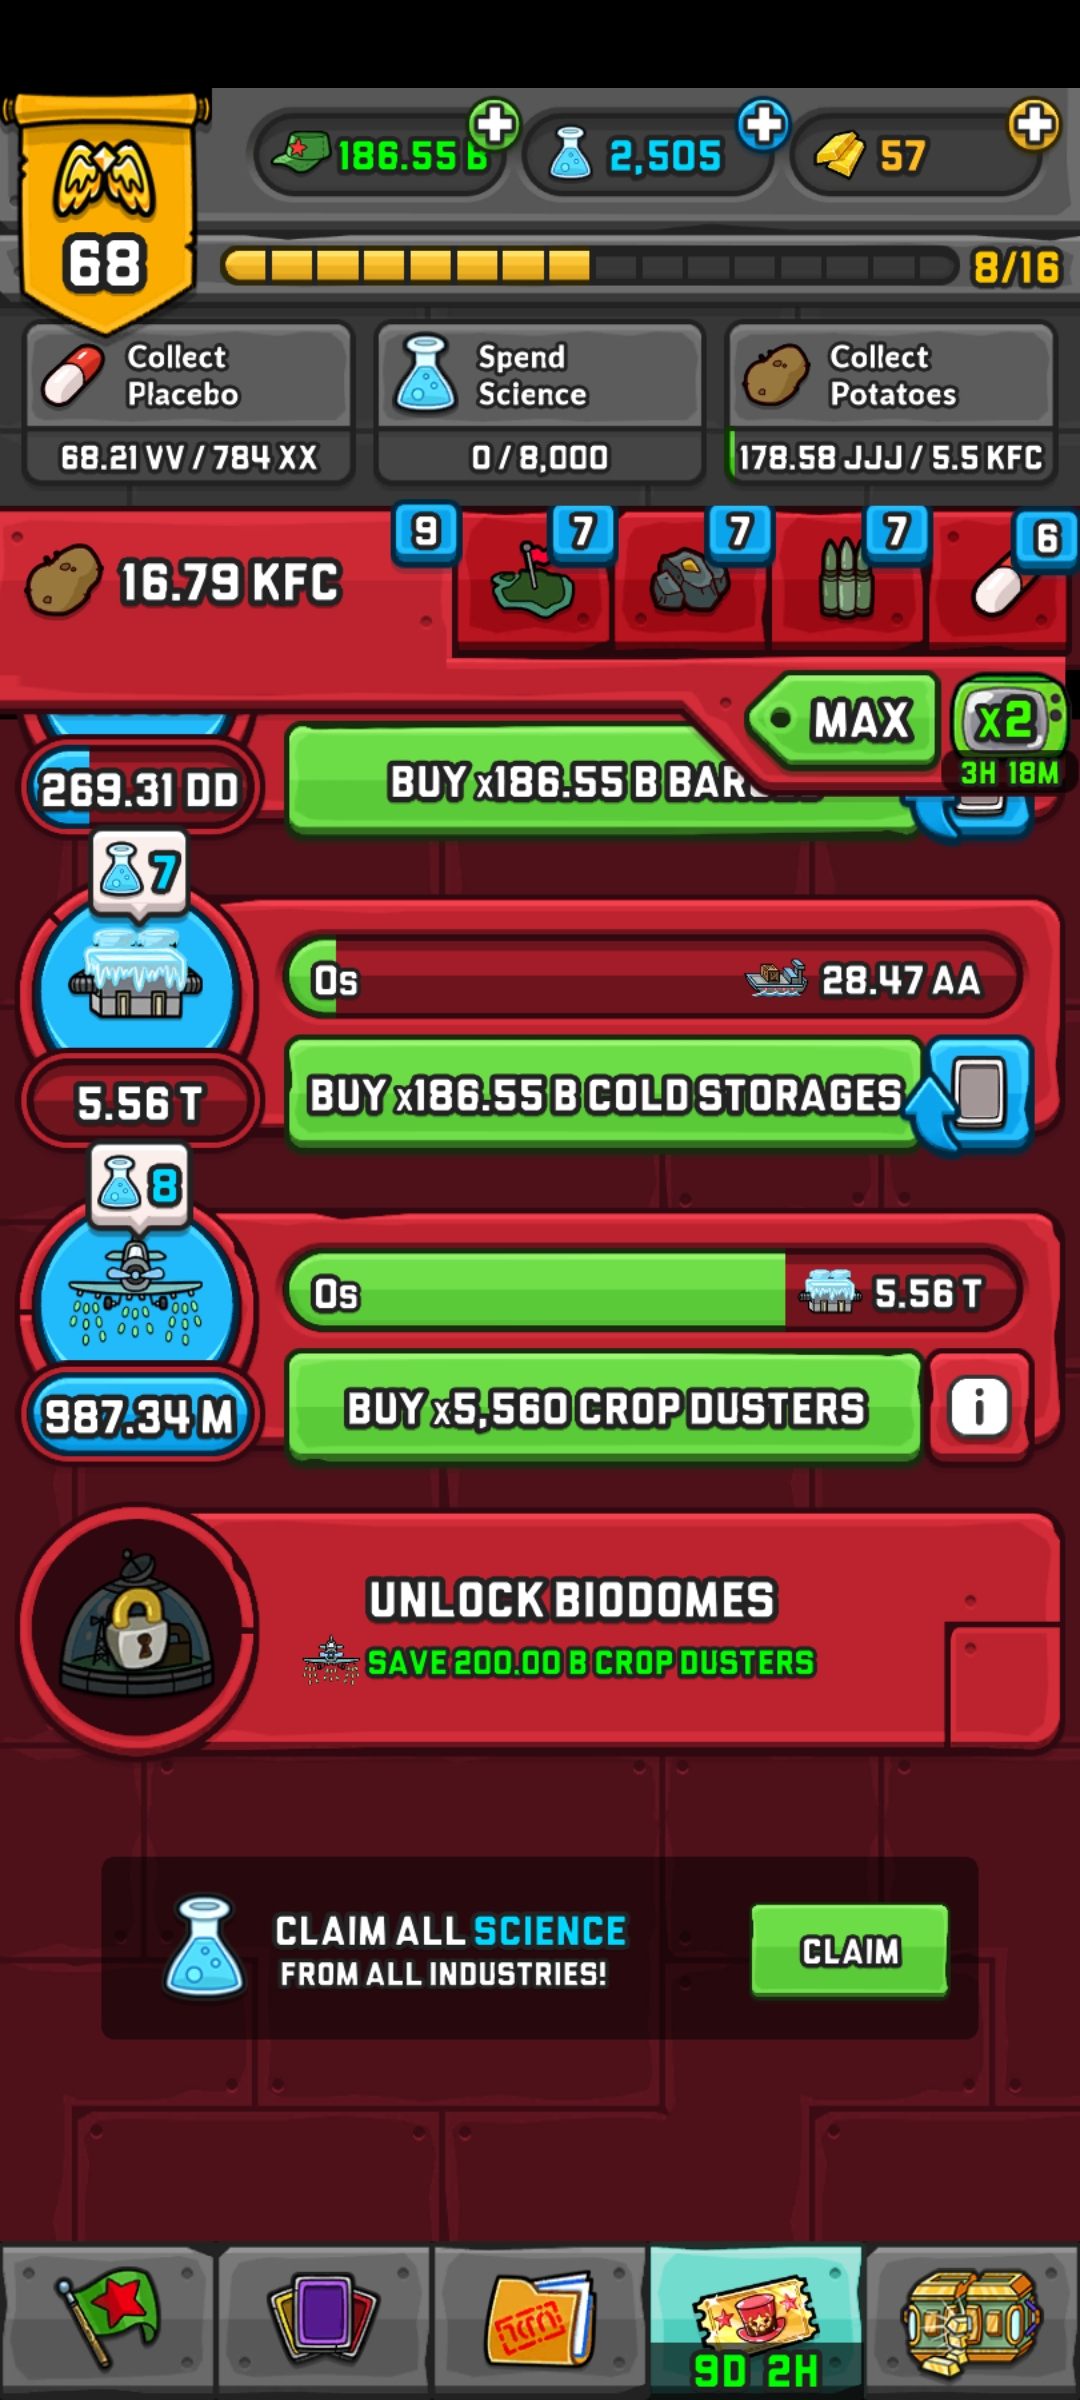 186.55 B
2,505
57
68
8/16
Collect
Placebo
68.21 VV / 784 XX
Spend
Science
0 / 8,000
Collect
Potatoes
178.58 JJJ / 5.5 KFC
16.79 KFC
9
7
7
7
6
MAX
x2
3H 18M
269.31 DD
BUY x186.55 B
7
0s
28.47 AA
5.56 T
BUY x186.55 B COLD STORAGES
8
0s
5.56 T
987.34 M
BUY x5,560 CROP DUSTERS
i
UNLOCK BIODOMES
SAVE 200.00 B CROP DUSTERS
CLAIM ALL SCIENCE
FROM ALL INDUSTRIES!
CLAIM
9D 2H